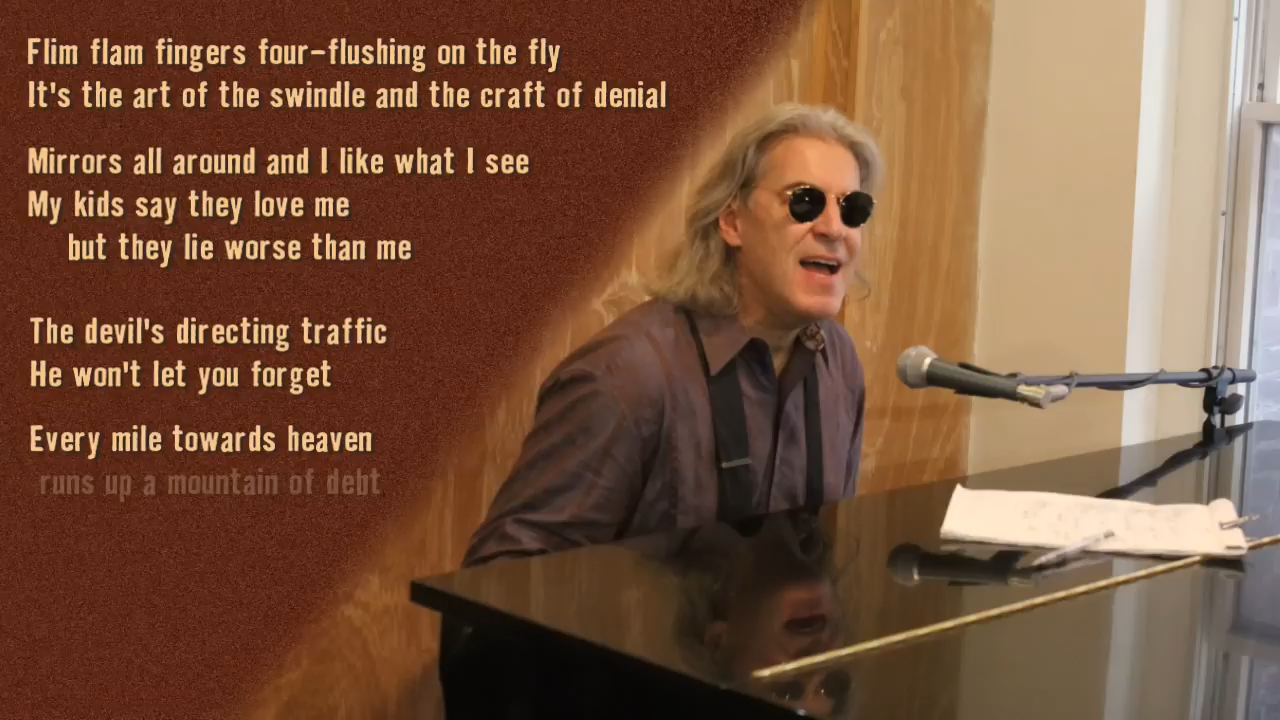 Flim flam fingers four-flushing on the fly
It's the art of the swindle and the craft of denial
Mirrors all around and I like what I see
My kids say they love me
but they lie worse than me
The devil's directing traffic
He won't let you forget
Every mile towards heaven
runs up a mountain of debt